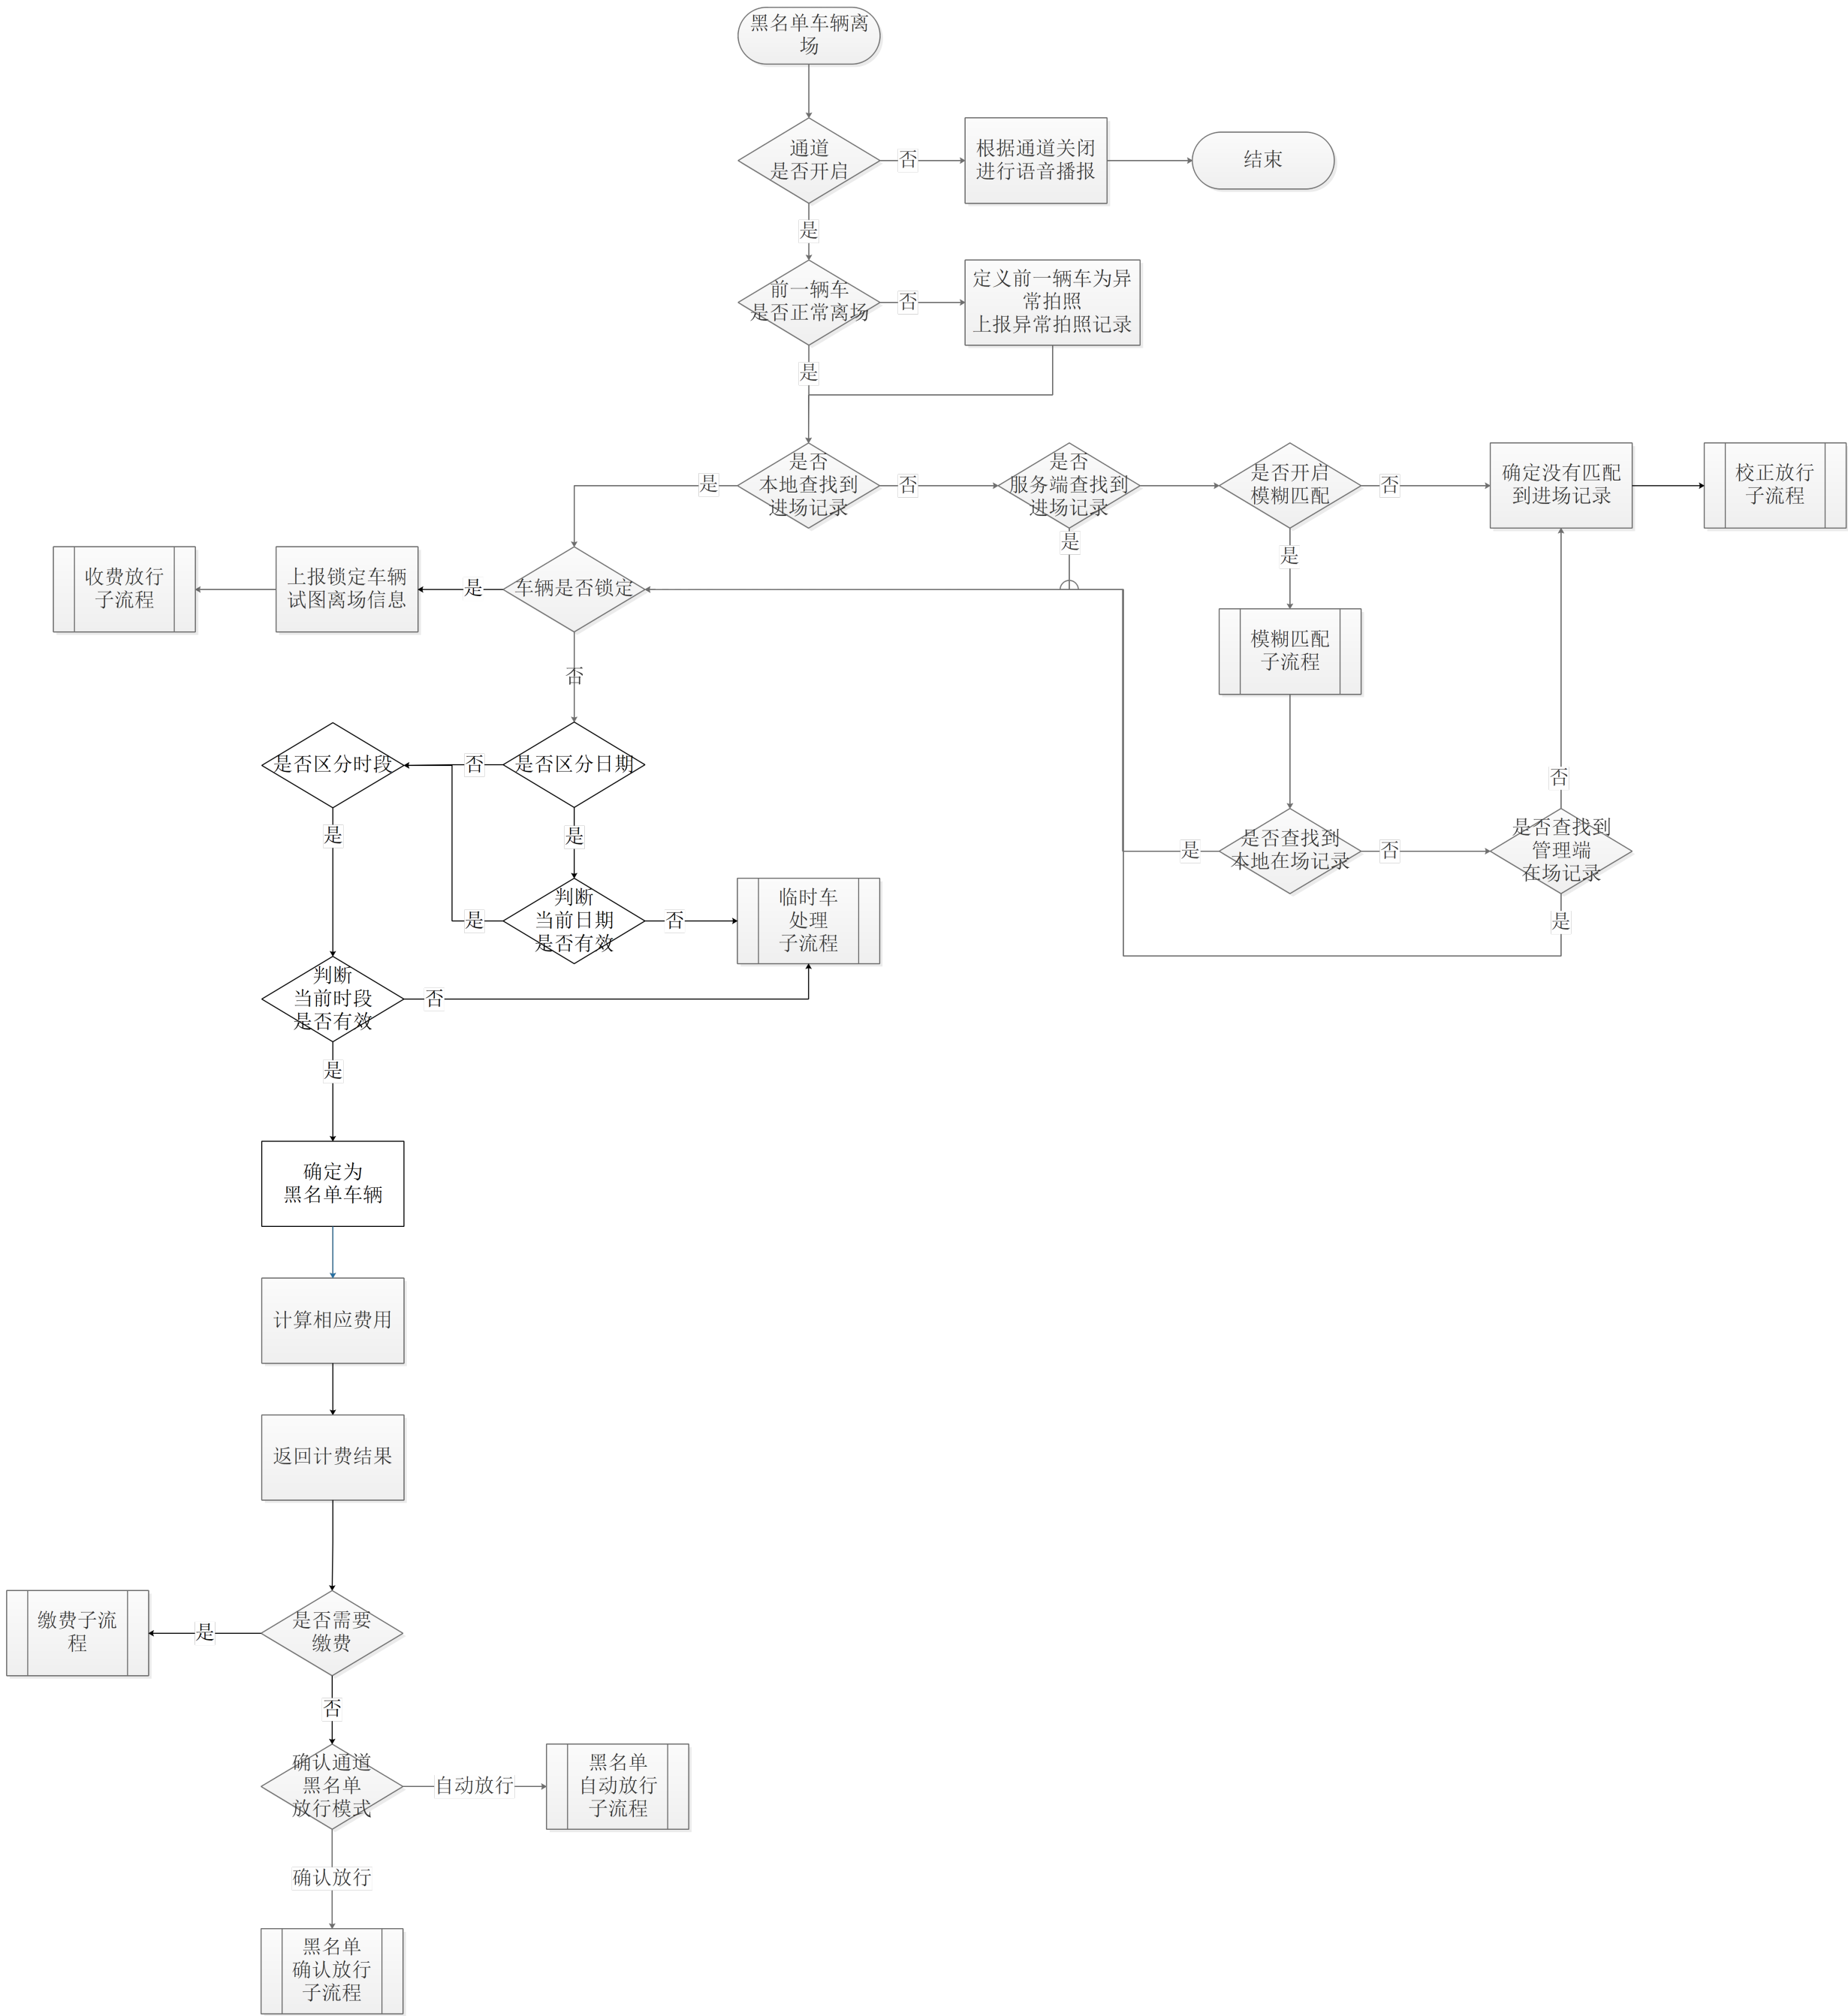 黑名单车辆离
场
通道
是否开启
否
根据通道关闭
进行语音播报
结束
是
前一辆车
是否正常离场
否
定义前一辆车为异
常拍照
上报异常拍照记录
是
是否
本地查找到
进场记录
是
否
是否
服务端查找到
进场记录
是
是否开启
模糊匹配
否
确定没有匹配
到进场记录
校正放行
子流程
是
收费放行
子流程
上报锁定车辆
试图离场信息
是
车辆是否锁定
模糊匹配
子流程
否
是否区分时段
否
是否区分日期
否
是
是
是
是否查找到
本地在场记录
否
是否查找到
管理端
在场记录
是
判断
当前日期
是否有效
是
否
临时车
处理
子流程
是
判断
当前时段
是否有效
否
是
确定为
黑名单车辆
计算相应费用
返回计费结果
缴费子流
程
是
是否需要
缴费
否
确认通道
黑名单
放行模式
自动放行
黑名单
自动放行
子流程
确认放行
黑名单
确认放行
子流程